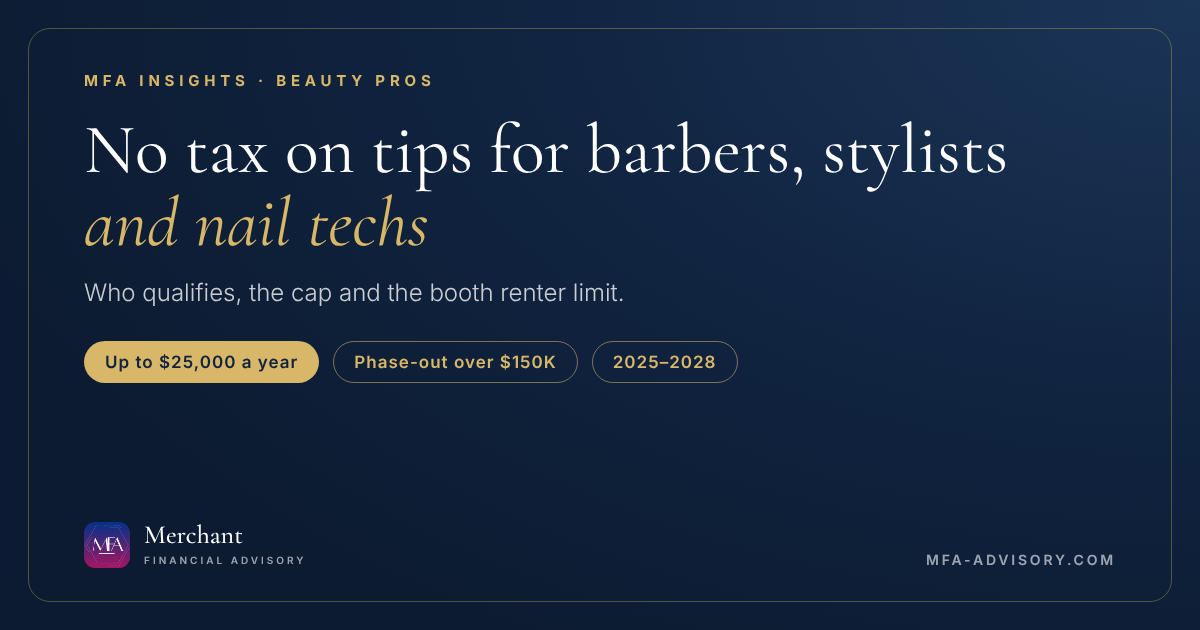 MFA INSIGHTS · BEAUTY PROS
No tax on tips for barbers, stylists
and nail techs
Who qualifies, the cap and the booth renter limit.
Up to $25,000 a year
Phase-out over $150K
2025–2028
MFA
Merchant
FINANCIAL ADVISORY
MFA-ADVISORY.COM